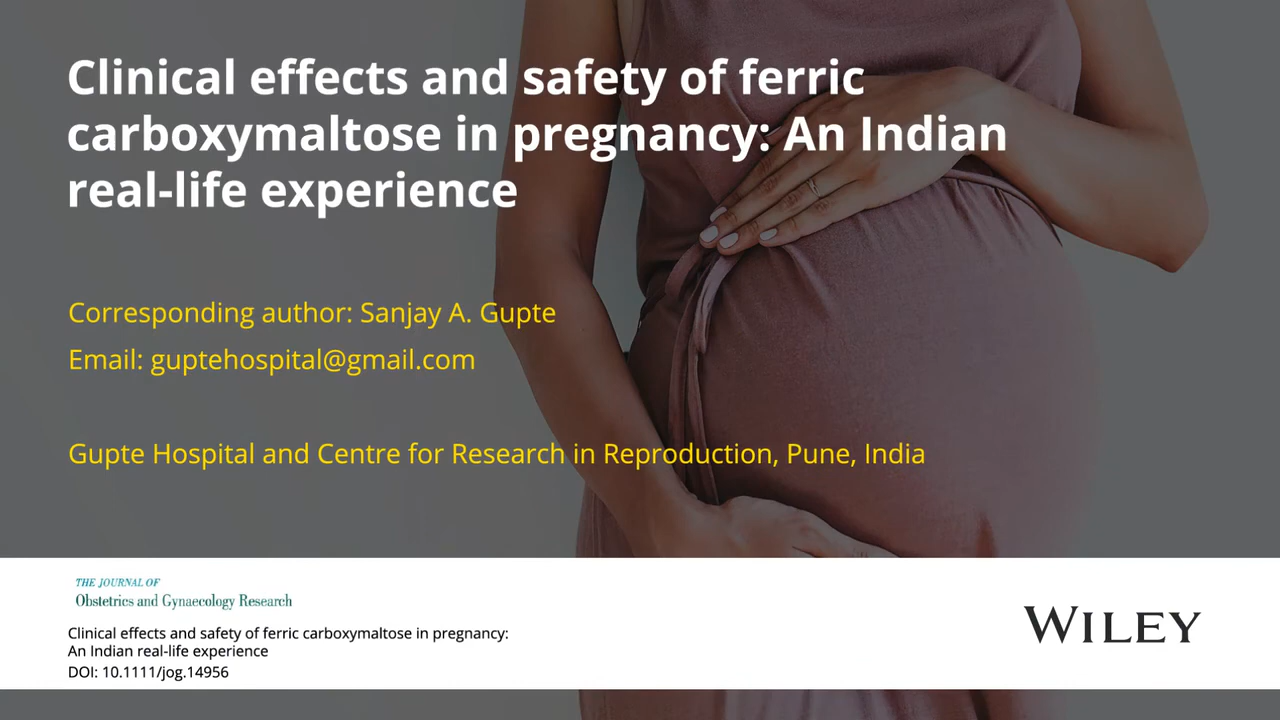 Clinical effects and safety of ferric
carboxymaltose in pregnancy: An Indian
real-life experience
Corresponding author: Sanjay A. Gupte
Email: guptehospital@gmail.com
Gupte Hospital and Centre for Research in Reproduction, Pune, India
THE JOURNAL OF
Obstetrics and Gynaecology Research
Clinical effects and safety of ferric carboxymaltose in pregnancy:
An Indian real-life experience
DOI: 10.1111/jog.14956
WILEY